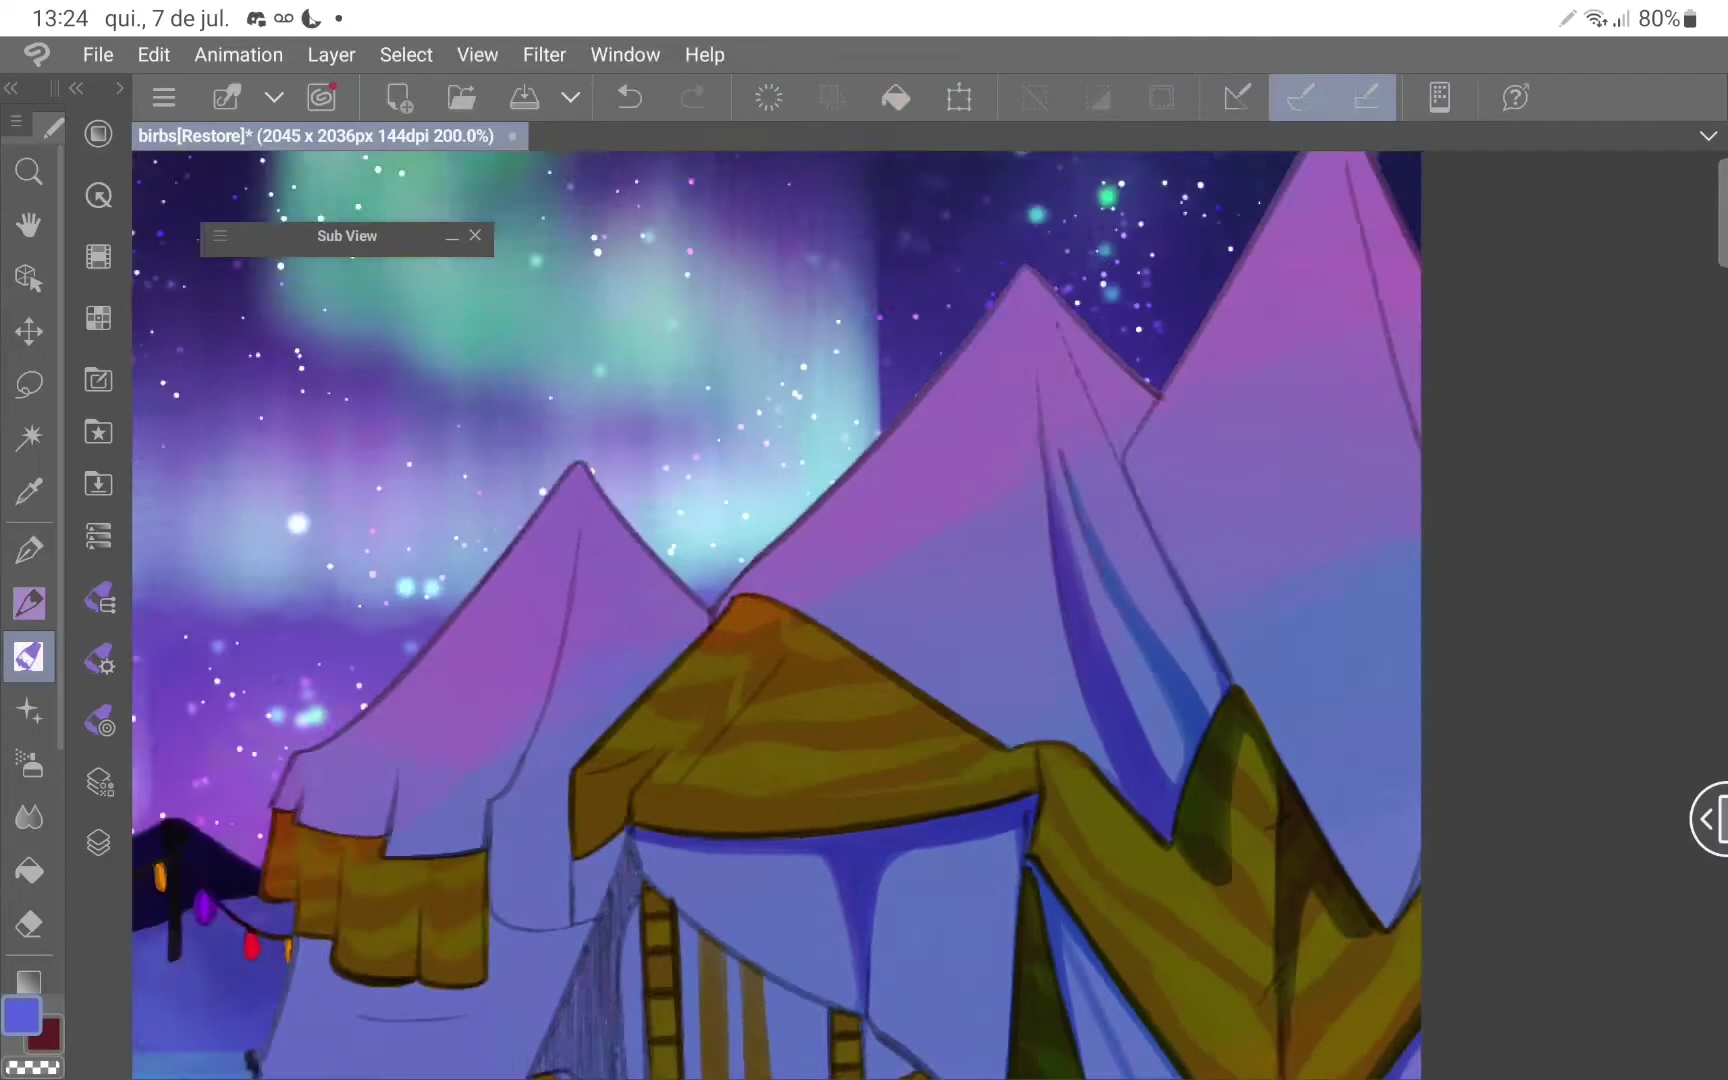 13:24 qui., 7 de jul. 80%
File Edit Animation Layer Select View Filter Window Help
birbs[Restore]* (2045 x 2036px 144dpi 200.0%)
Sub View